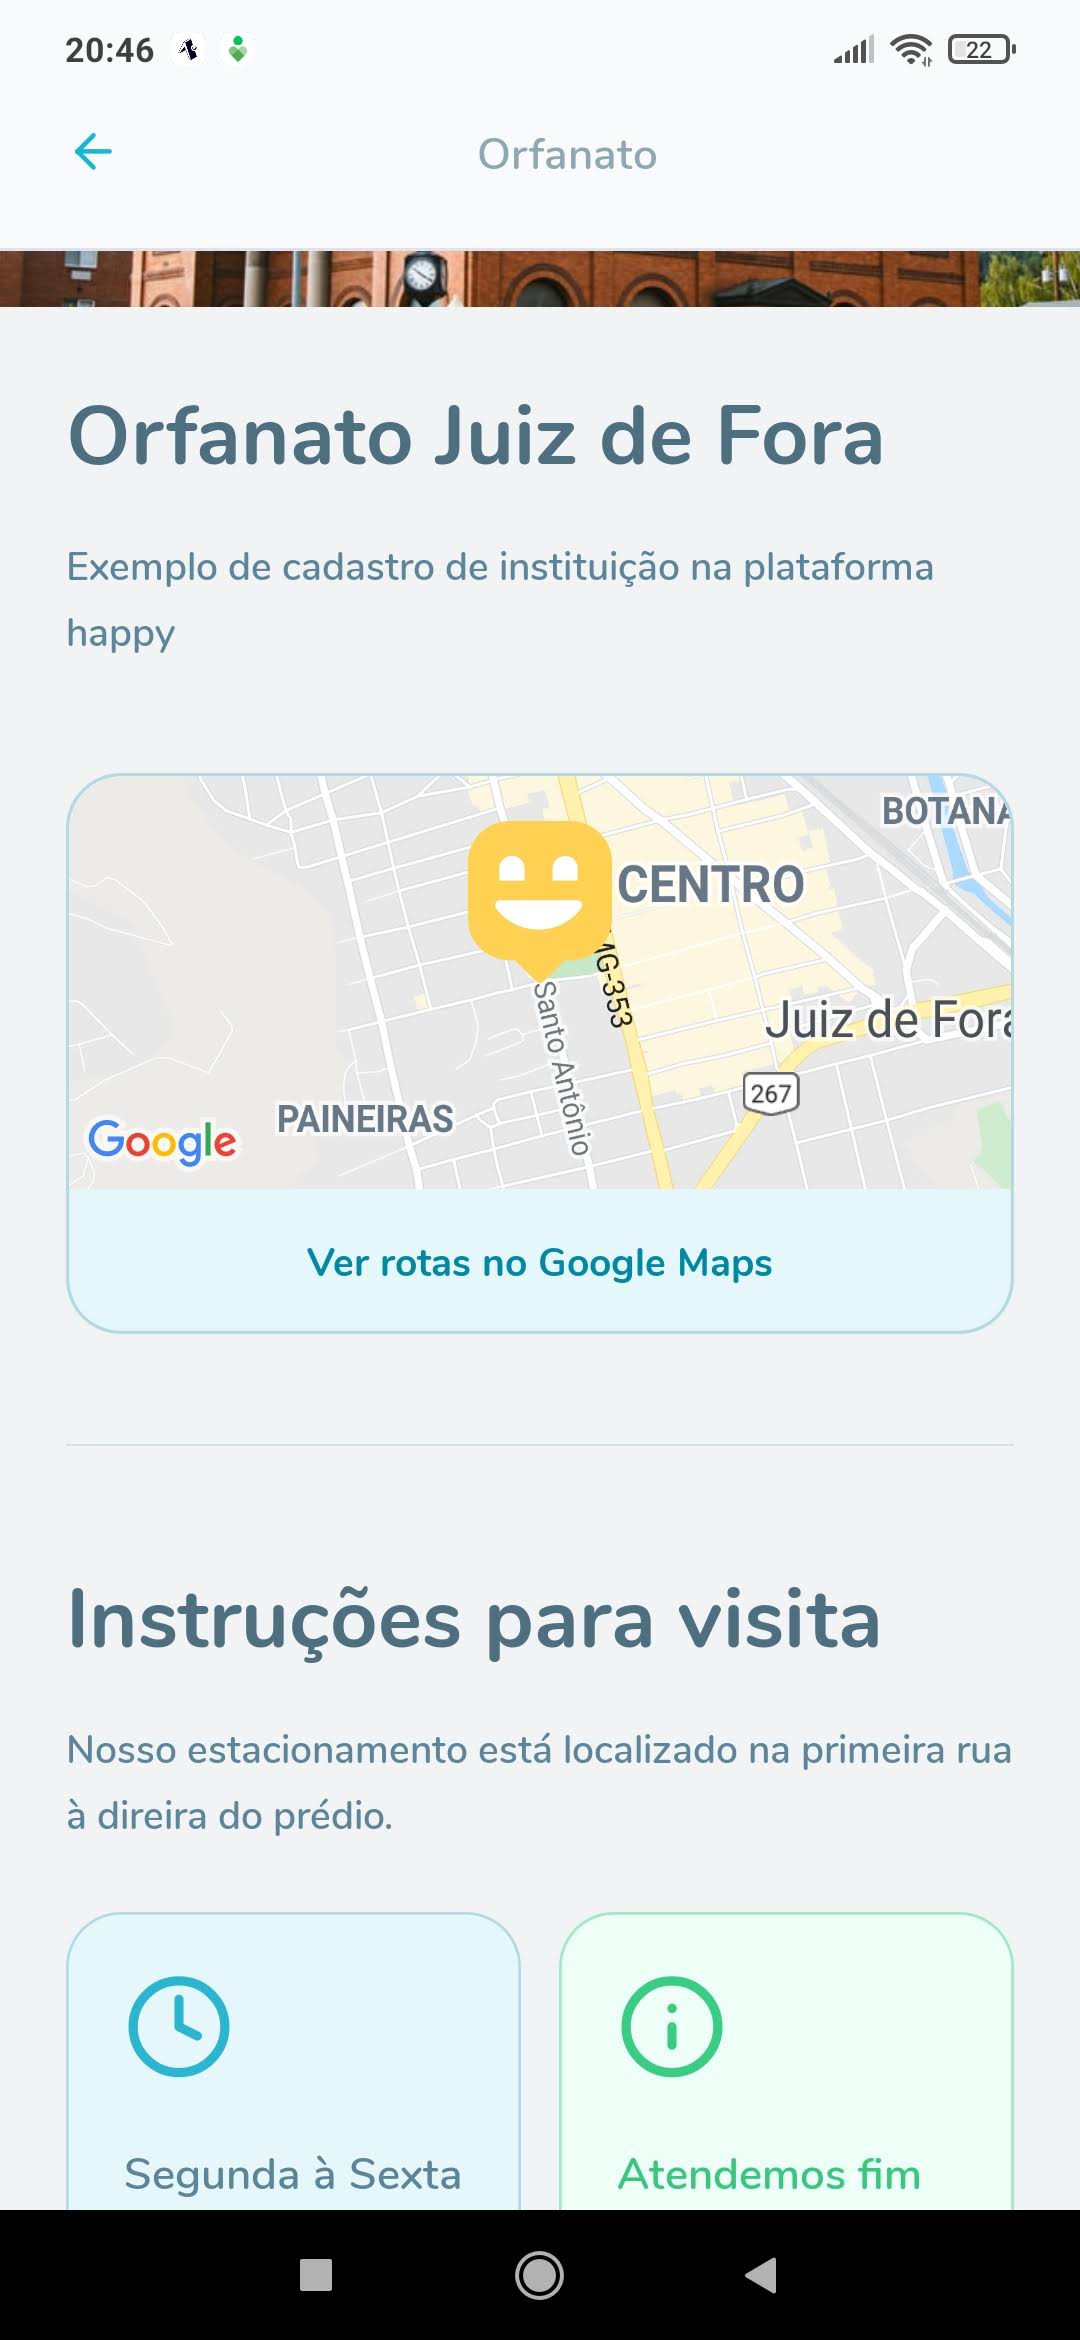 20:46
22
Orfanato
Orfanato Juiz de Fora
Exemplo de cadastro de instituição na plataforma
happy
BOTANA
CENTRO
MG-353
Santo Antônio
Juiz de Fora
267
PAINEIRAS
Google
Ver rotas no Google Maps
Instruções para visita
Nosso estacionamento está localizado na primeira rua
à direira do prédio.
Segunda à Sexta
Atendemos fim